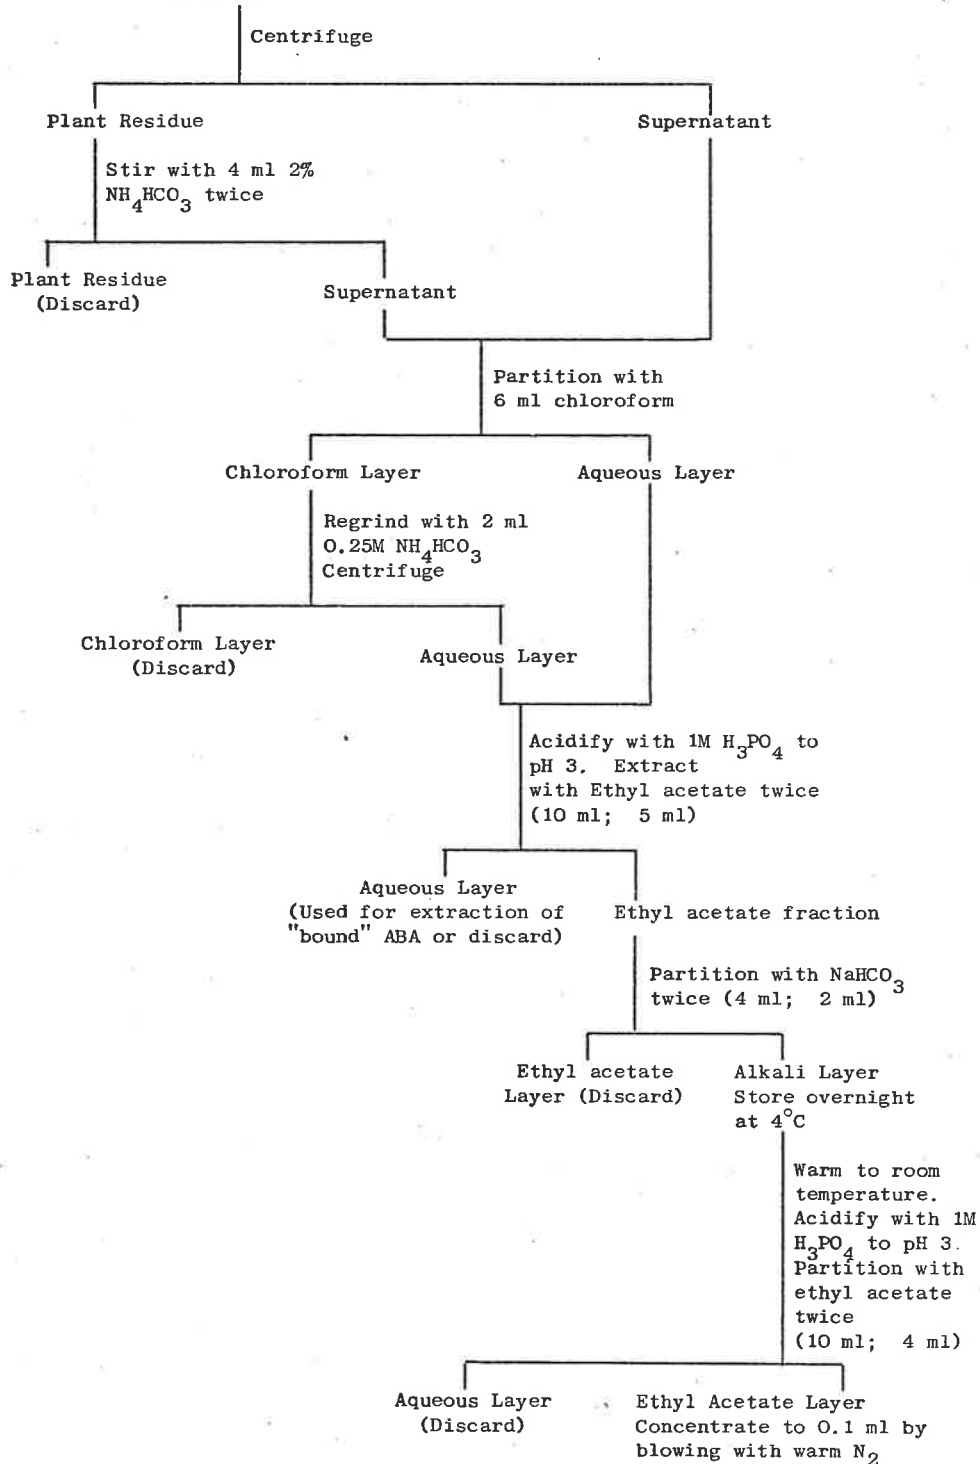 Centrifuge
Plant Residue
Supernatant
Stir with 4 ml 2%
NH4HCO3 twice
Plant Residue
(Discard)
Supernatant
Partition with
6 ml chloroform
Chloroform Layer
Aqueous Layer
Regrind with 2 ml
0.25M NH4HCO3
Centrifuge
Chloroform Layer
(Discard)
Aqueous Layer
Acidify with 1M H3PO4 to
pH 3. Extract
with Ethyl acetate twice
(10 ml; 5 ml)
Aqueous Layer
(Used for extraction of
"bound" ABA or discard)
Ethyl acetate fraction
Partition with NaHCO3
twice (4 ml; 2 ml)
Ethyl acetate
Layer (Discard)
Alkali Layer
Store overnight
at 4°C
Warm to room
temperature.
Acidify with 1M
H3PO4 to pH 3.
Partition with
ethyl acetate
twice
(10 ml; 4 ml)
Aqueous Layer
(Discard)
Ethyl Acetate Layer
Concentrate to 0.1 ml by
blowing with warm N2